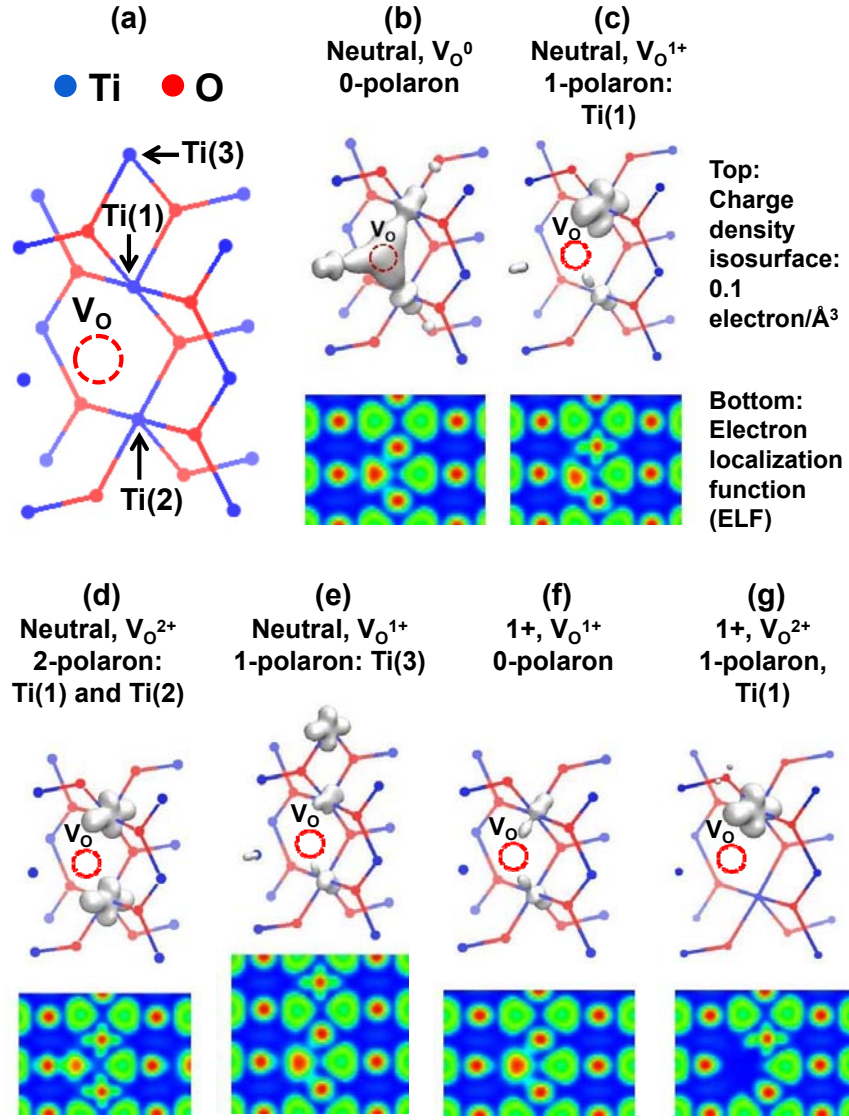 (a)
Ti O
Ti(3)
Ti(1)
V_O
Ti(2)
(b)
Neutral, V_O^0
0-polaron
V_O
(c)
Neutral, V_O^1+
1-polaron:
Ti(1)
V_O
Top:
Charge
density
isosurface:
0.1
electron/Å³
Bottom:
Electron
localization
function
(ELF)
(d)
Neutral, V_O^2+
2-polaron:
Ti(1) and Ti(2)
V_O
(e)
Neutral, V_O^1+
1-polaron: Ti(3)
V_O
(f)
1+, V_O^1+
0-polaron
V_O
(g)
1+, V_O^2+
1-polaron,
Ti(1)
V_O